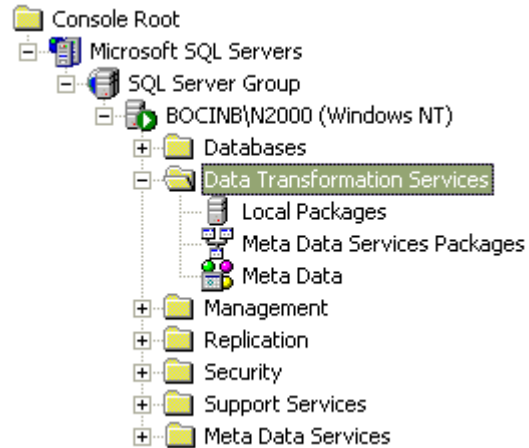 Console Root
Microsoft SQL Servers
SQL Server Group
BOCINB\N2000 (Windows NT)
Databases
Data Transformation Services
Local Packages
Meta Data Services Packages
Meta Data
Management
Replication
Security
Support Services
Meta Data Services